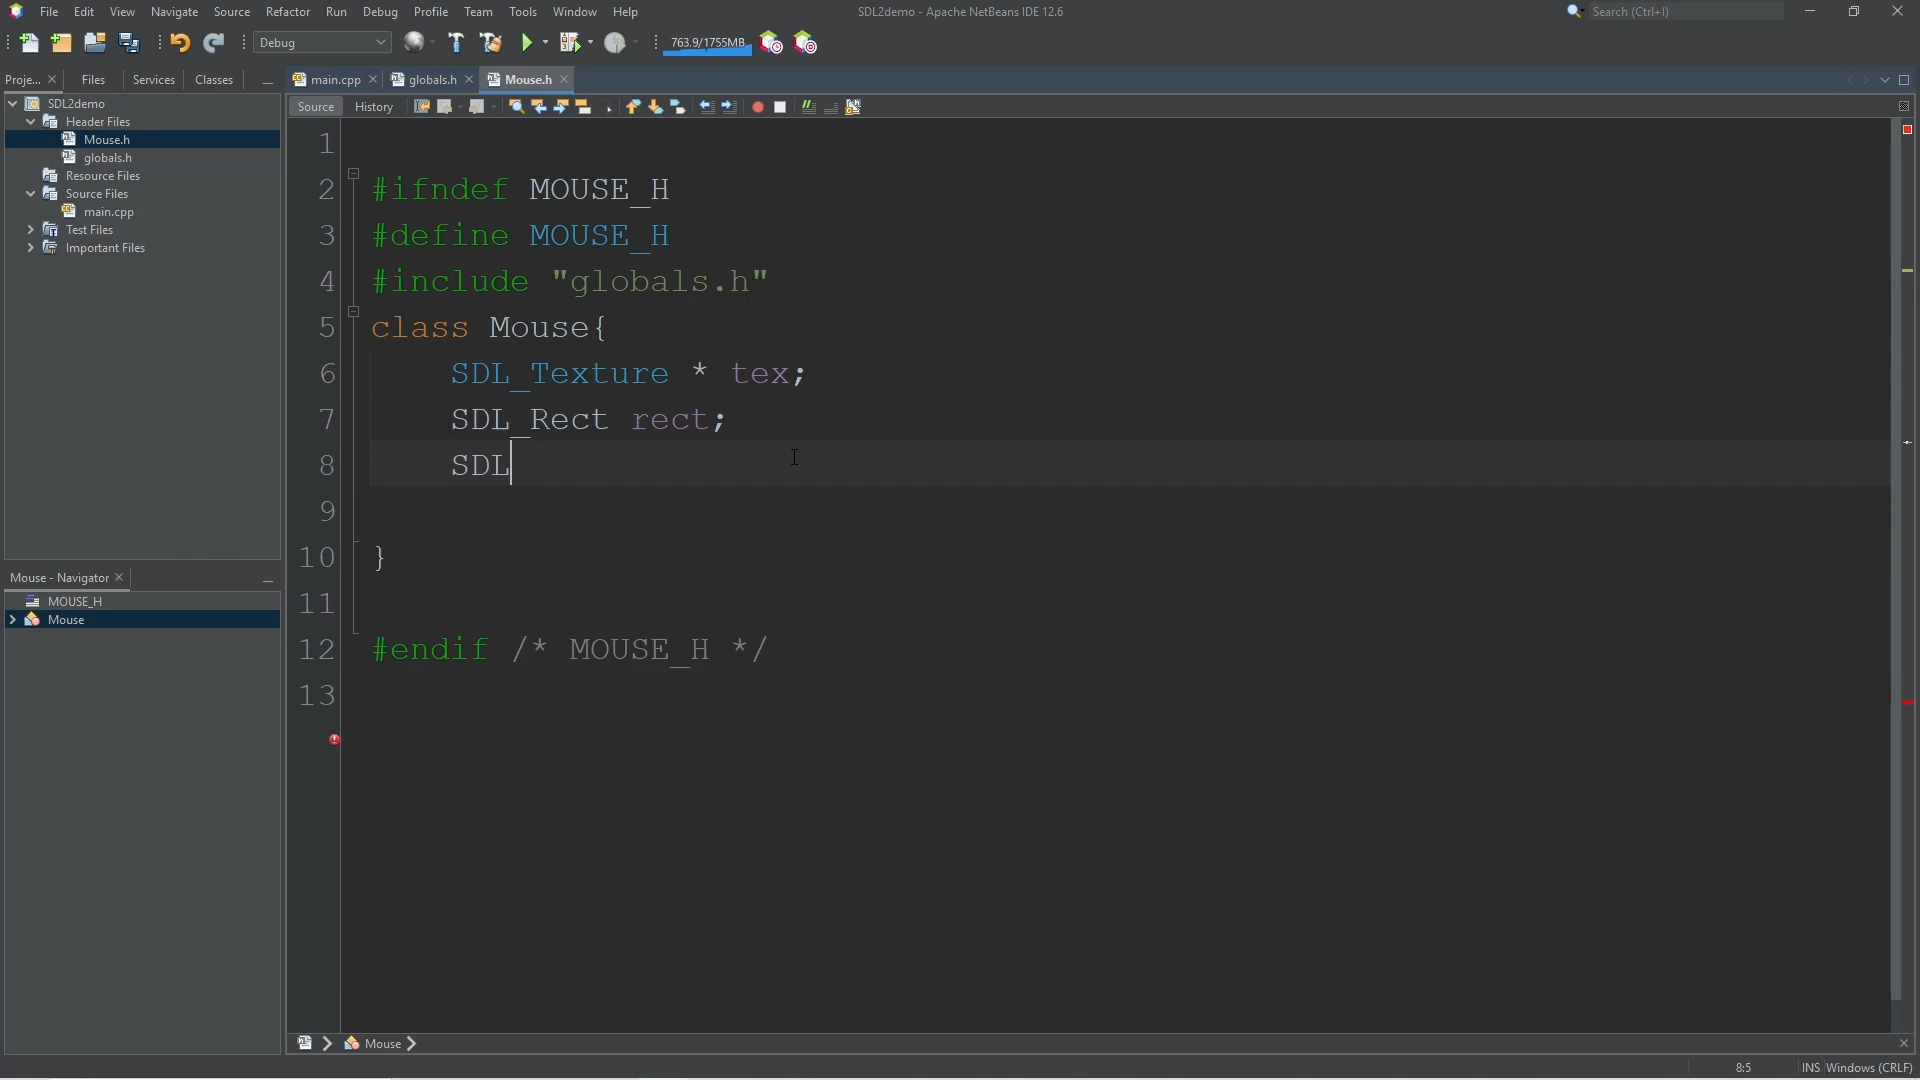 File Edit View Navigate Source Refactor Run Debug Profile Team Tools Window Help
SDL2demo - Apache NetBeans IDE 12.6
Search (Ctrl+I)
Debug
763.9/1755MB
Proje...
Files
Services
Classes
main.cpp
globals.h
Mouse.h
SDL2demo
Header Files
Mouse.h
globals.h
Resource Files
Source Files
main.cpp
Test Files
Important Files
Source
History
1
2 #ifndef MOUSE_H
3 #define MOUSE_H
4 #include "globals.h"
5 class Mouse{
6 SDL_Texture * tex;
7 SDL_Rect rect;
8 SDL
9
10 }
11
12 #endif /* MOUSE_H */
13
Mouse - Navigator
MOUSE_H
Mouse
Mouse
8:5
INS
Windows (CRLF)